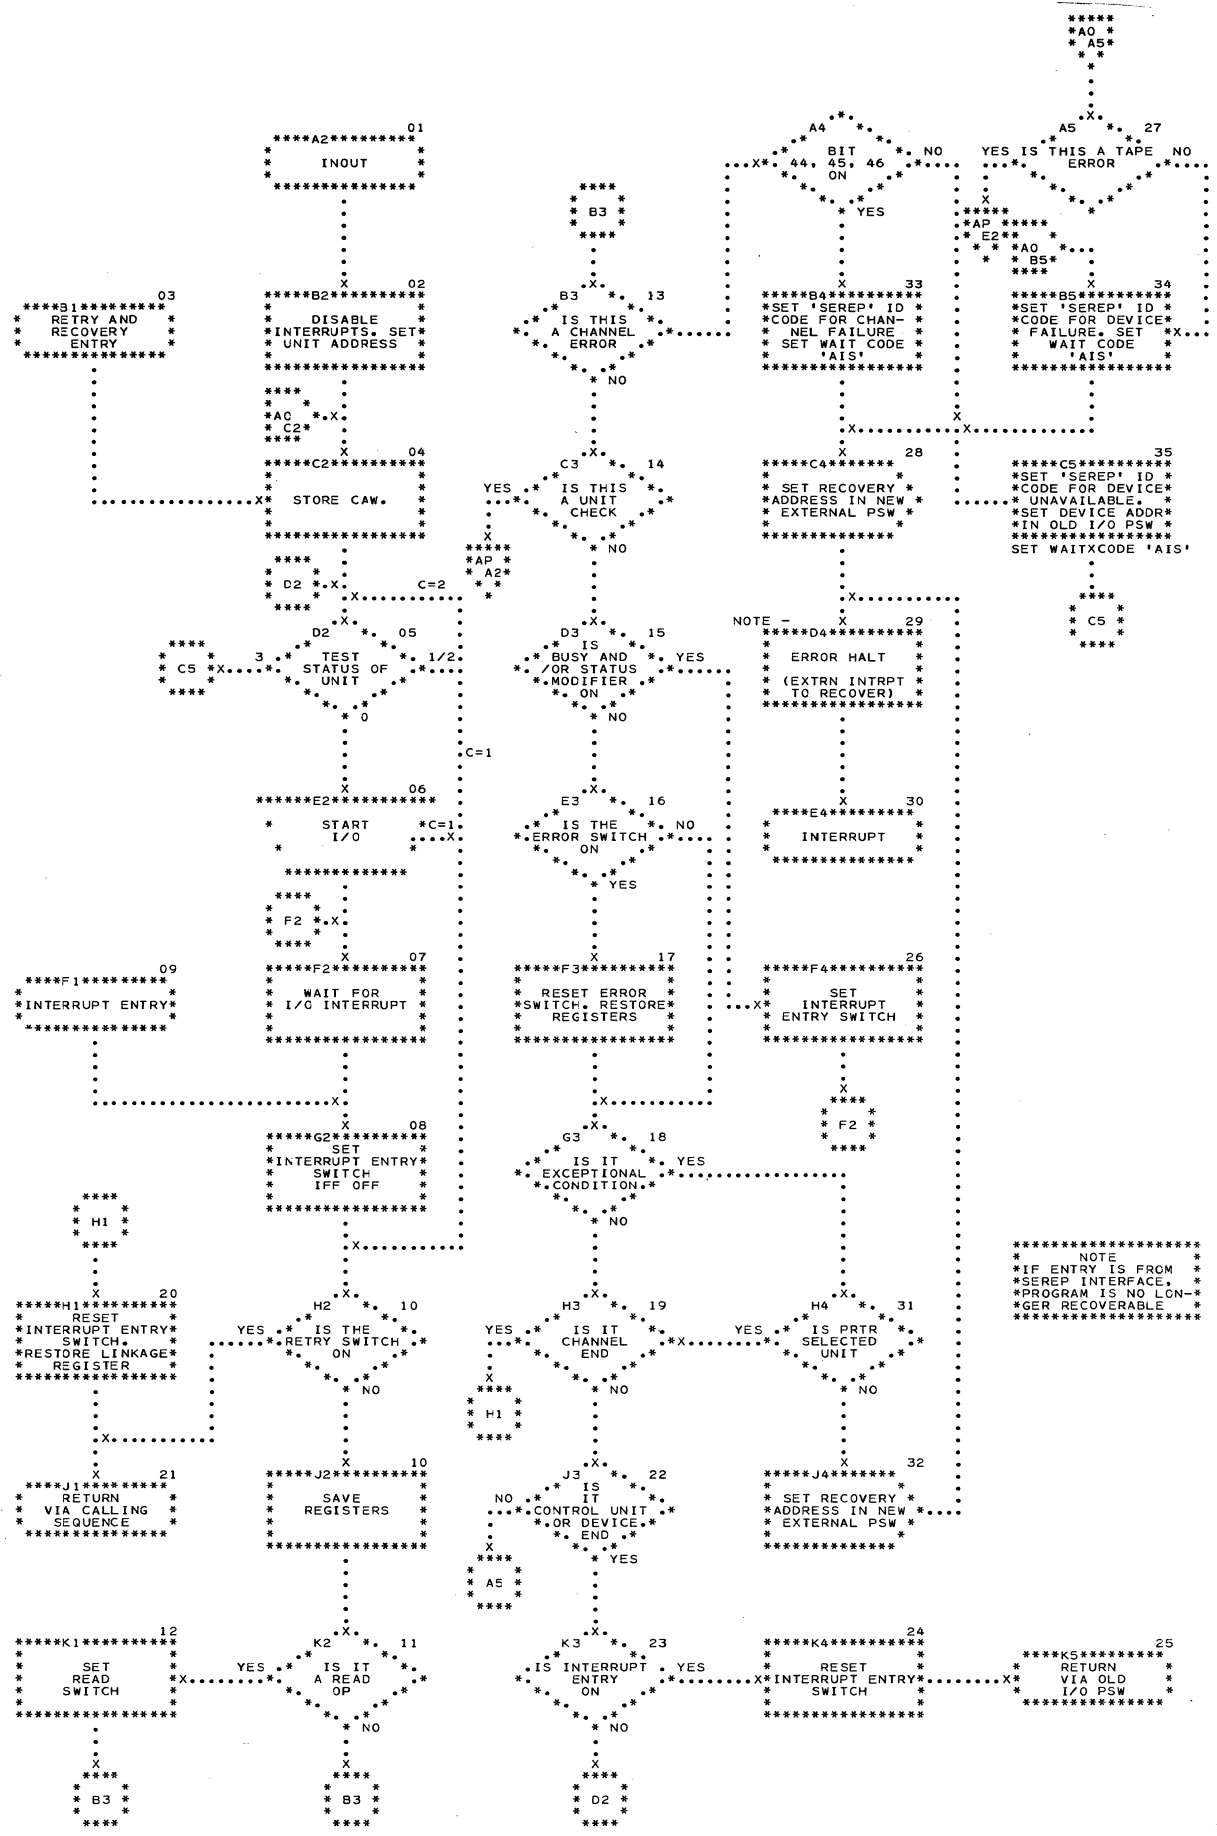 A0
A5
01
A2
INOUT
B3
A4
BIT
44, 45, 46
ON
NO
YES
A5 27
YES IS THIS A TAPE NO
ERROR
AP
E2
A0
B5
03
B1
RETRY AND
RECOVERY
ENTRY
02
B2
DISABLE
INTERRUPTS. SET
UNIT ADDRESS
B3 13
IS THIS
A CHANNEL
ERROR
NO
33
B4
SET 'SEREP' ID
CODE FOR CHAN-
NEL FAILURE
SET WAIT CODE
'AIS'
34
B5
SET 'SEREP' ID
CODE FOR DEVICE
FAILURE. SET
WAIT CODE
'AIS'
A0
C2
04
C2
STORE CAW.
C3 14
YES
IS THIS
A UNIT
CHECK
NO
AP
A2
28
C4
SET RECOVERY
ADDRESS IN NEW
EXTERNAL PSW
35
C5
SET 'SEREP' ID
CODE FOR DEVICE
UNAVAILABLE.
SET DEVICE ADDR
IN OLD I/O PSW
SET WAITXCODE 'AIS'
C5
D2
C=2
C5
3
D2 05
TEST
STATUS OF
UNIT
1/2
0
C=1
D3 15
IS
BUSY AND
/OR STATUS
MODIFIER
ON
YES
NO
NOTE -
29
D4
ERROR HALT
(EXTRN INTRPT
TO RECOVER)
06
E2
START
I/O
C=1
E3 16
IS THE
ERROR SWITCH
ON
NO
YES
30
E4
INTERRUPT
F2
09
F1
INTERRUPT ENTRY
07
F2
WAIT FOR
I/O INTERRUPT
17
F3
RESET ERROR
SWITCH. RESTORE
REGISTERS
26
F4
SET
INTERRUPT
ENTRY SWITCH
F2
08
G2
SET
INTERRUPT ENTRY
SWITCH
IFF OFF
G3 18
IS IT
EXCEPTIONAL
CONDITION.
YES
NO
H1
20
H1
RESET
INTERRUPT ENTRY
SWITCH.
RESTORE LINKAGE
REGISTER
H2 10
YES
IS THE
RETRY SWITCH
ON
NO
H3 19
YES
IS IT
CHANNEL
END
NO
H1
H4 31
YES
IS PRTR
SELECTED
UNIT
NO
NOTE
IF ENTRY IS FROM
SEREP INTERFACE,
PROGRAM IS NO LON-
GER RECOVERABLE
21
J1
RETURN
VIA CALLING
SEQUENCE
10
J2
SAVE
REGISTERS
J3 22
NO
IS
IT
CONTROL UNIT
OR DEVICE
END
YES
A5
32
J4
SET RECOVERY
ADDRESS IN NEW
EXTERNAL PSW
12
K1
SET
READ
SWITCH
K2 11
YES
IS IT
A READ
OP
NO
K3 23
IS INTERRUPT
ENTRY
ON
YES
NO
24
K4
RESET
INTERRUPT ENTRY
SWITCH
25
K5
RETURN
VIA OLD
I/O PSW
B3
B3
D2